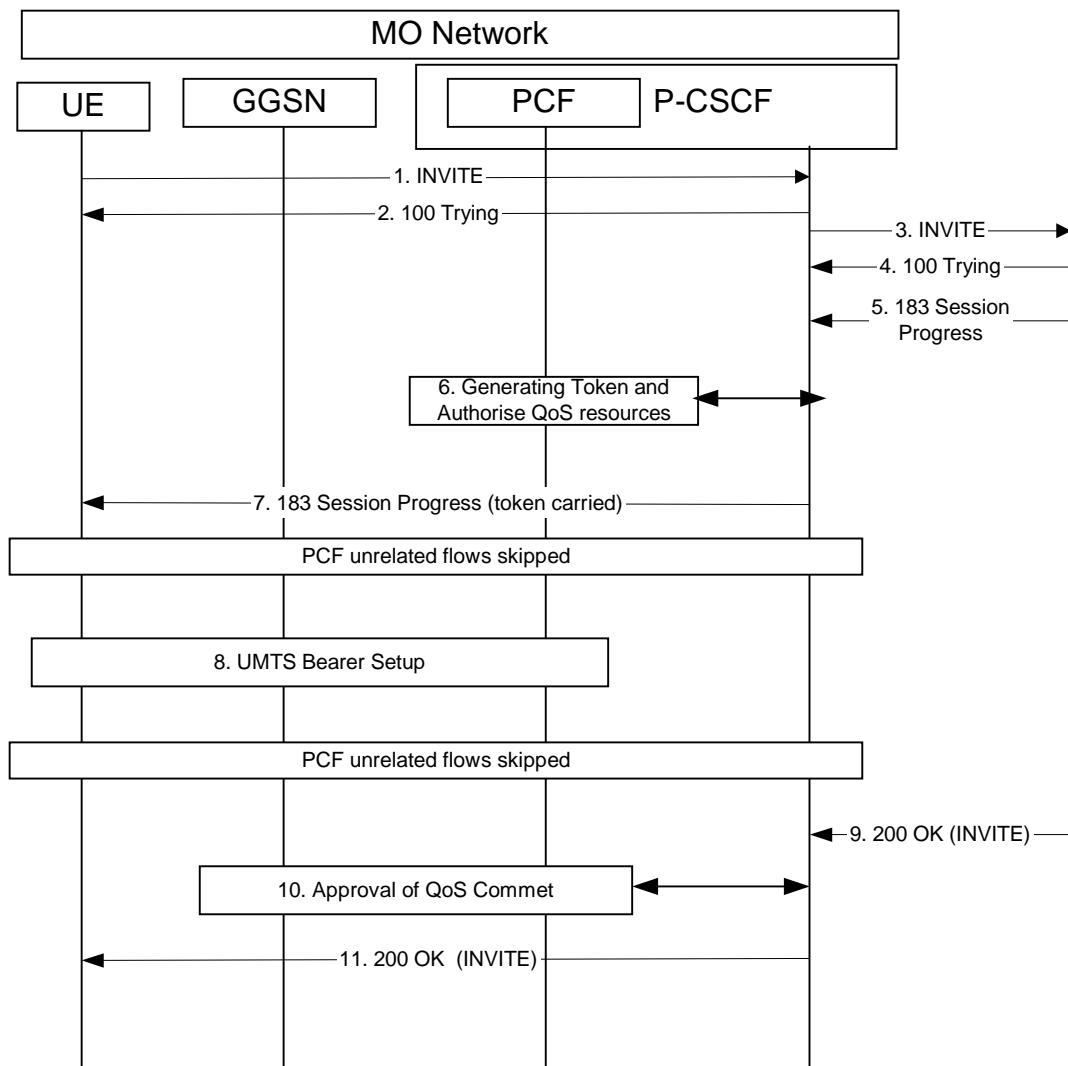 MO Network
UE
GGSN
PCF
P-CSCF
1. INVITE
2. 100 Trying
3. INVITE
4. 100 Trying
5. 183 Session
Progress
6. Generating Token and
Authorise QoS resources
7. 183 Session Progress (token carried)
PCF unrelated flows skipped
8. UMTS Bearer Setup
PCF unrelated flows skipped
9. 200 OK (INVITE)
10. Approval of QoS Commet
11. 200 OK (INVITE)